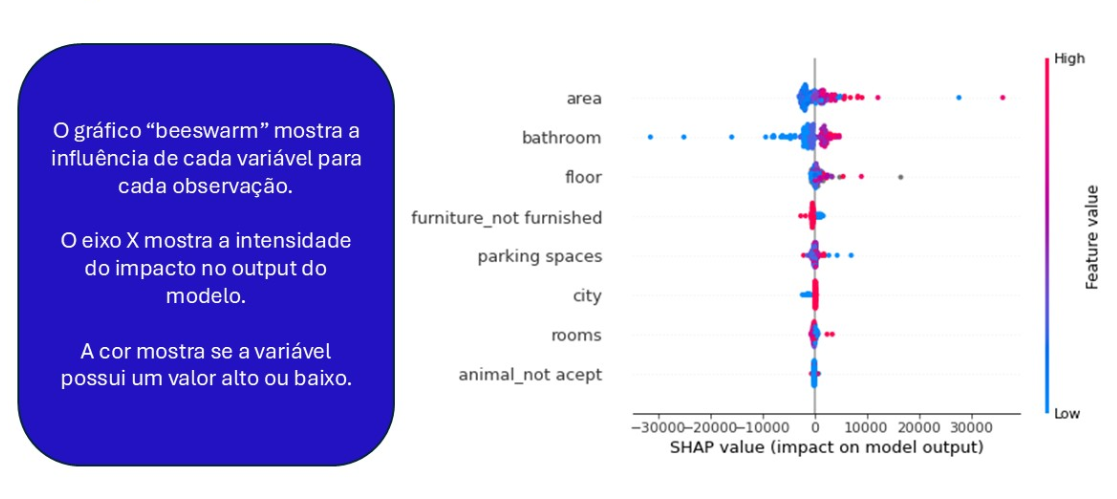 O gráfico “beeswarm” mostra a
influência de cada variável para
cada observação.
O eixo X mostra a intensidade
do impacto no output do
modelo.
A cor mostra se a variável
possui um valor alto ou baixo.
High
area
bathroom
floor
furniture_not furnished
parking spaces
city
rooms
animal_not acept
Feature value
Low
−30000 −20000 −10000 0 10000 20000 30000
SHAP value (impact on model output)